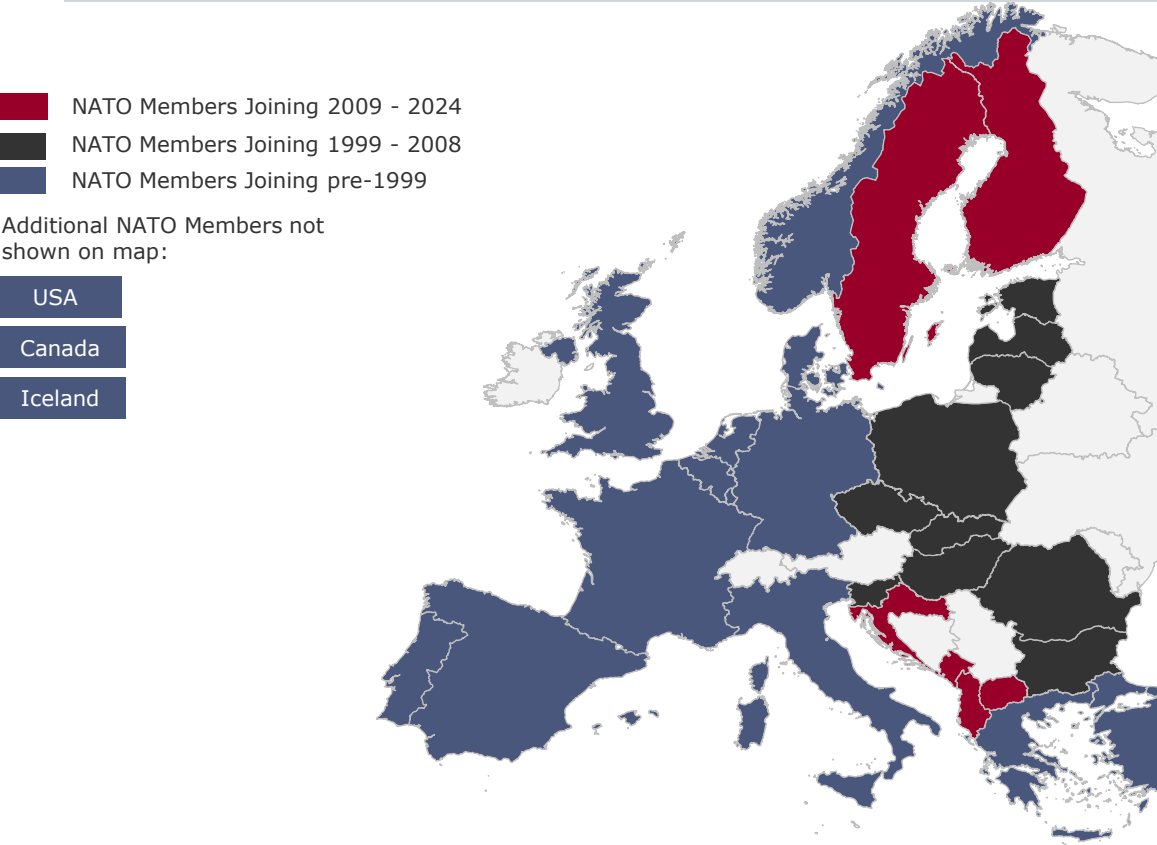 NATO Members Joining 2009 - 2024
NATO Members Joining 1999 - 2008
NATO Members Joining pre-1999
Additional NATO Members not
shown on map:
USA
Canada
Iceland